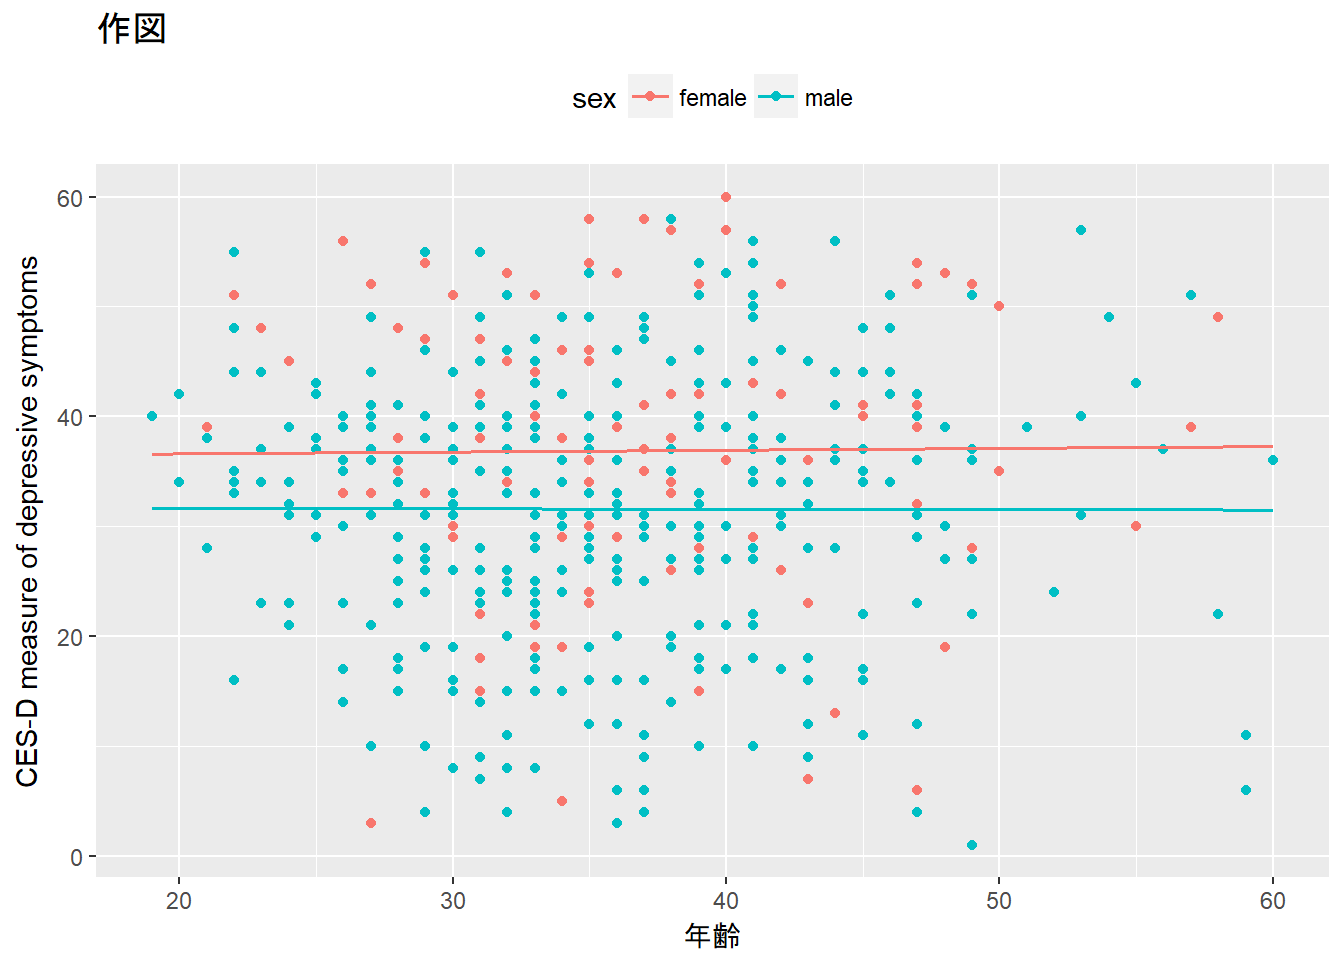 作図
sex female male
CES-D measure of depressive symptoms
60
40
20
0
20 30 40 50 60
年齢